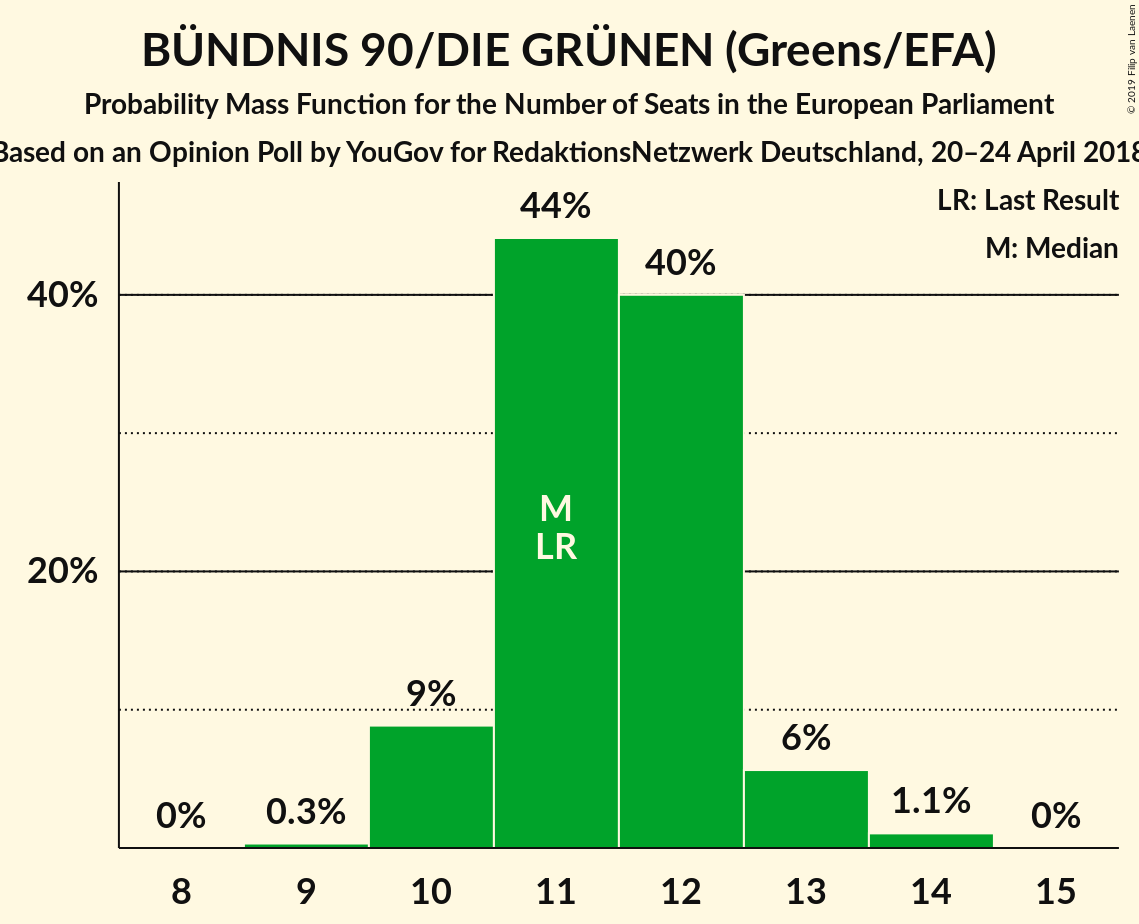 BÜNDNIS 90/DIE GRÜNEN (Greens/EFA)
Probability Mass Function for the Number of Seats in the European Parliament
Based on an Opinion Poll by YouGov for RedaktionsNetzwerk Deutschland, 20–24 April 2018
© 2019 Filip van Laenen
LR: Last Result
M: Median
44%
40%
40%
M
LR
20%
9%
6%
0%
0.3%
1.1%
0%
8 9 10 11 12 13 14 15